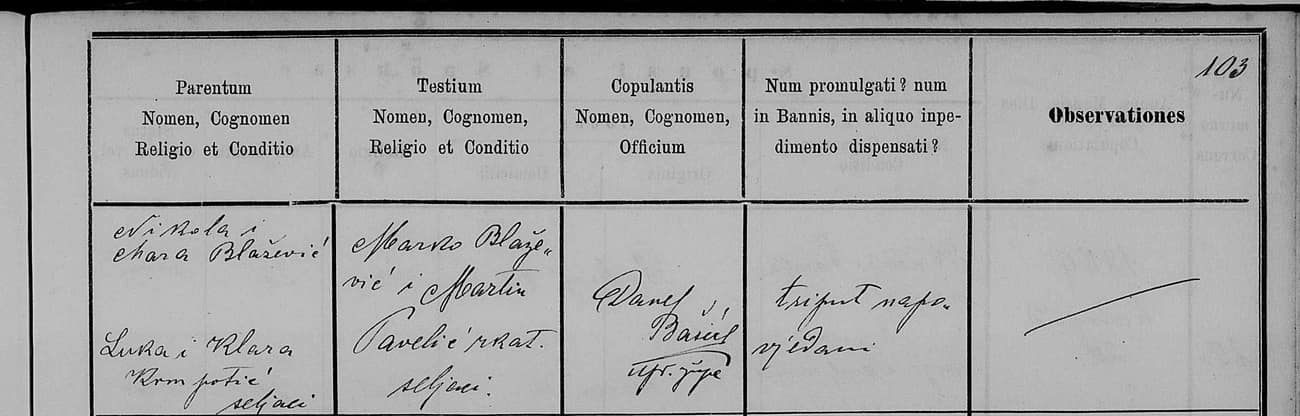 103
Parentum
Nomen, Cognomen
Religio et Conditio
Testium
Nomen, Cognomen,
Religio et Conditio
Copulantis
Nomen, Cognomen,
Officium
Num promulgati? num
in Bannis, in aliquo inpe-
dimento dispensati?
Observationes
Nikola i
Mara Blažević
Luka i Klara
Krmpotić
seljaci
Marko Blaže„
vić i Martin
Pavelić rkat.
seljaci.
Danel
Bašić
upr. župe
triput napo„
vjedani